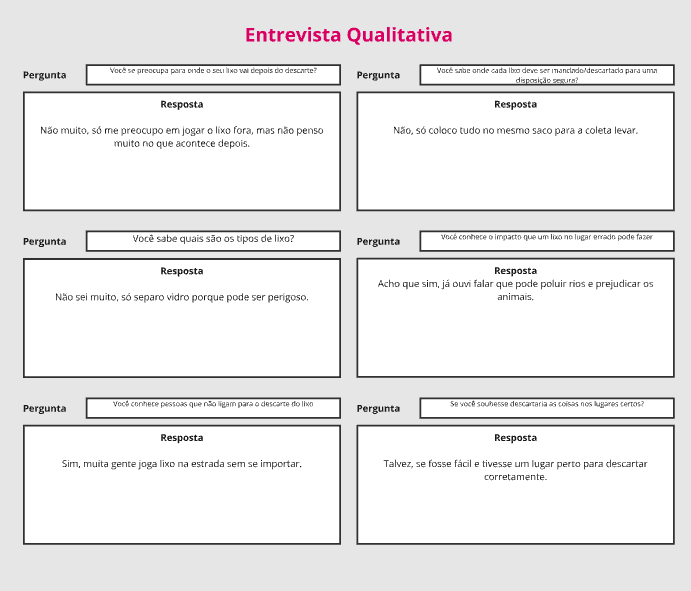 Entrevista Qualitativa
Pergunta
Você se preocupa para onde o seu lixo vai depois do descarte?
Resposta
Não muito, só me preocupo em jogar o lixo fora, mas não penso
muito no que acontece depois.
Pergunta
Você sabe onde cada lixo deve ser mandado/descartado para uma
disposição segura?
Resposta
Não, só coloco tudo no mesmo saco para a coleta levar.
Pergunta
Você sabe quais são os tipos de lixo?
Resposta
Não sei muito, só separo vidro porque pode ser perigoso.
Pergunta
Você conhece o impacto que um lixo no lugar errado pode fazer
Resposta
Acho que sim, já ouvi falar que pode poluir rios e prejudicar os
animais.
Pergunta
Você conhece pessoas que não ligam para o descarte do lixo
Resposta
Sim, muita gente joga lixo na estrada sem se importar.
Pergunta
Se você soubesse descartaria as coisas nos lugares certos?
Resposta
Talvez, se fosse fácil e tivesse um lugar perto para descartar
corretamente.